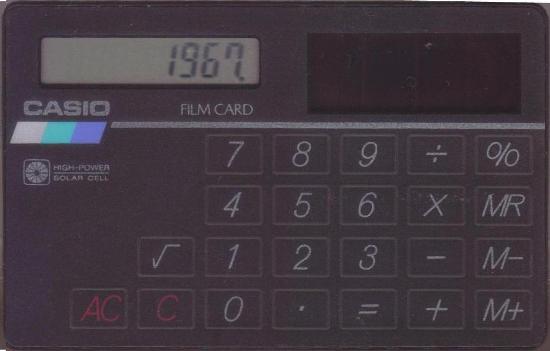 1967.
CASIO FILM CARD
HIGH-POWER
SOLAR CELL
7 8 9 ÷ %
4 5 6 X MR
√ 1 2 3 − M−
AC C 0 · = + M+